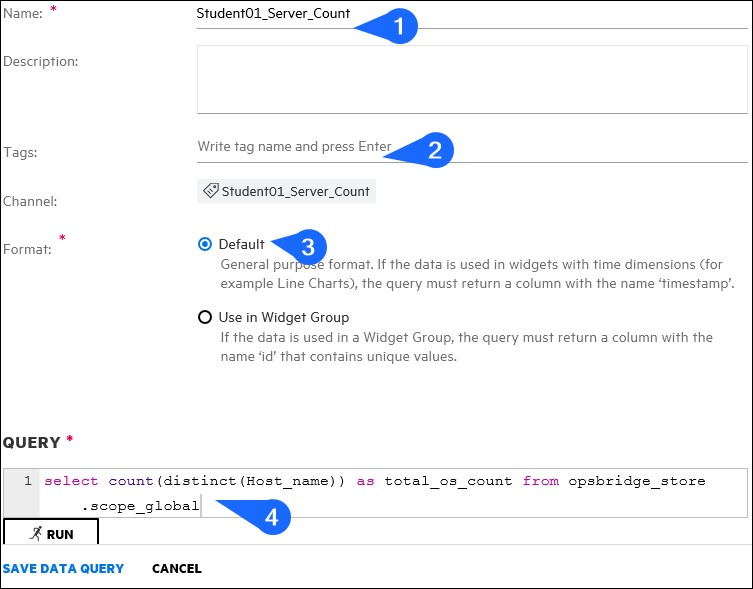 Name: *
Student01_Server_Count
1
Description:
Tags:
Write tag name and press Enter
2
Channel:
Student01_Server_Count
Format: *
Default
3
General purpose format. If the data is used in widgets with time dimensions (for
example Line Charts), the query must return a column with the name ‘timestamp’.
Use in Widget Group
If the data is used in a Widget Group, the query must return a column with the
name ‘id’ that contains unique values.
QUERY *
1 select count(distinct(Host_name)) as total_os_count from opsbridge_store
.scope_global
4
RUN
SAVE DATA QUERY CANCEL